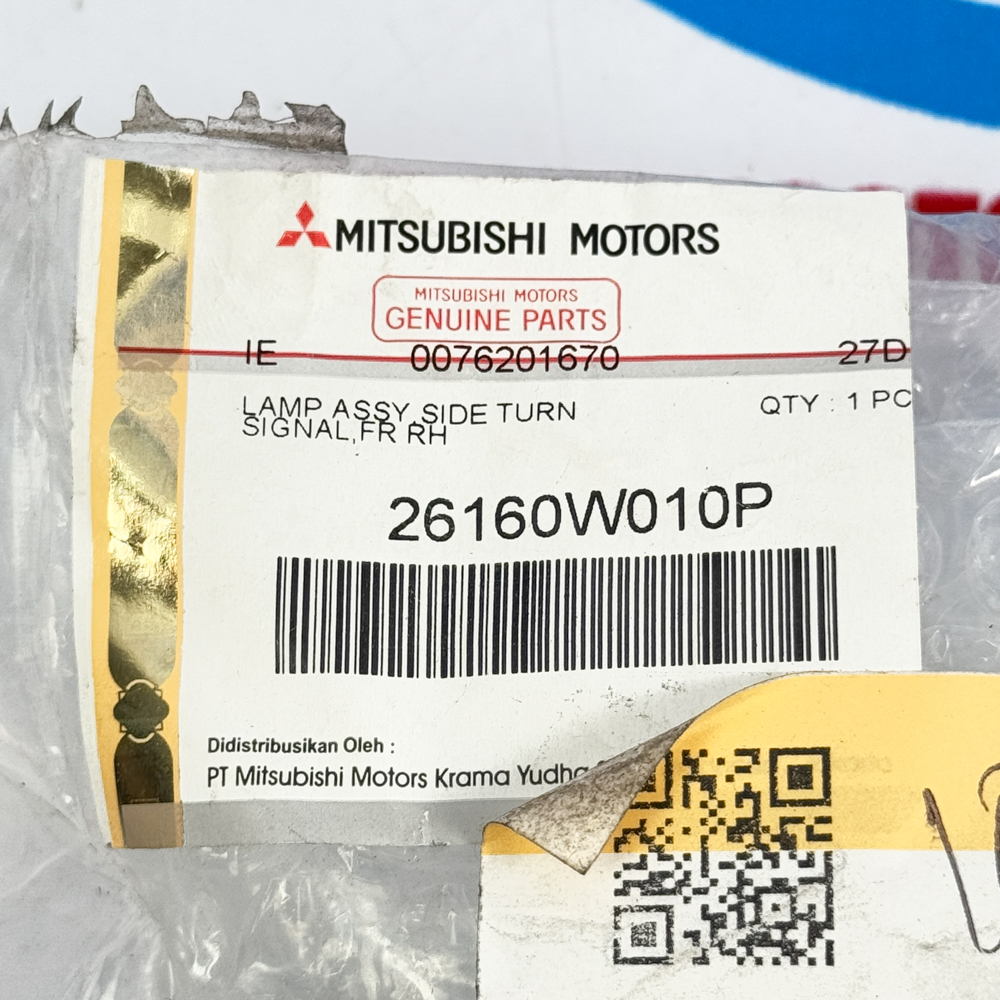 MITSUBISHI MOTORS
MITSUBISHI MOTORS
GENUINE PARTS
IE 0076201670 27D
LAMP ASSY,SIDE TURN QTY : 1 PC
SIGNAL,FR RH
26160W010P
Didistribusikan Oleh :
PT Mitsubishi Motors Krama Yudha